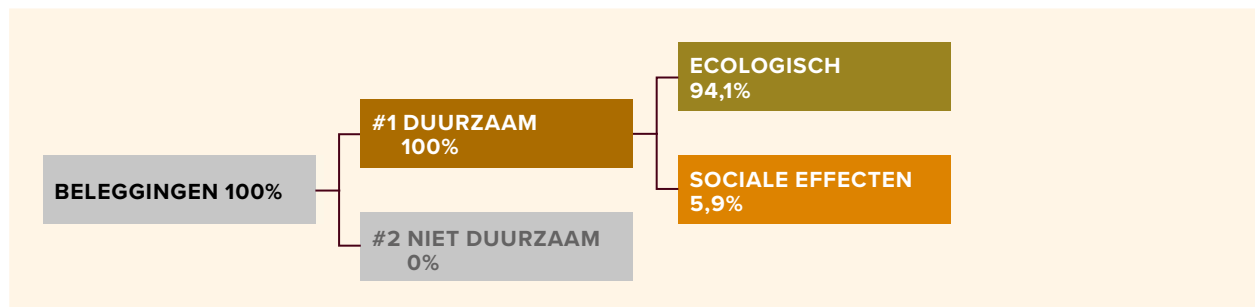 BELEGGINGEN 100%
#1 DUURZAAM
100%
#2 NIET DUURZAAM
0%
ECOLOGISCH
94,1%
SOCIALE EFFECTEN
5,9%